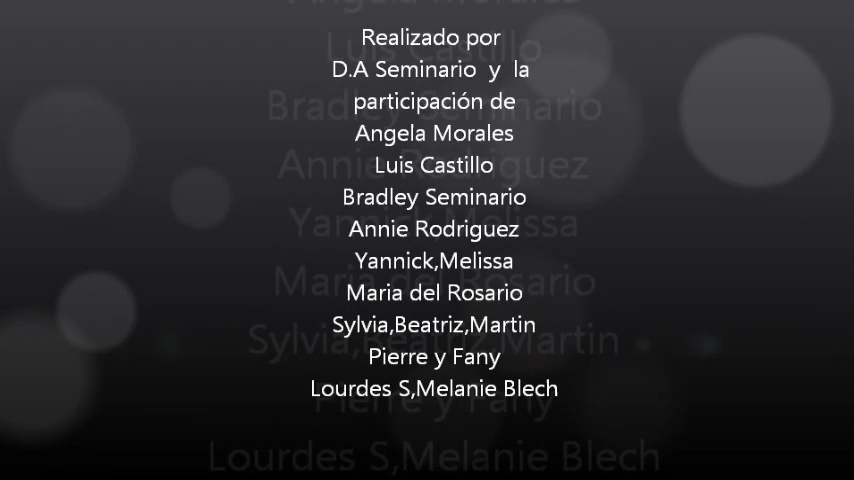 Realizado por
D.A Seminario y la
participación de
Angela Morales
Luis Castillo
Bradley Seminario
Annie Rodriguez
Yannick,Melissa
Maria del Rosario
Sylvia,Beatriz,Martin
Pierre y Fany
Lourdes S,Melanie Blech